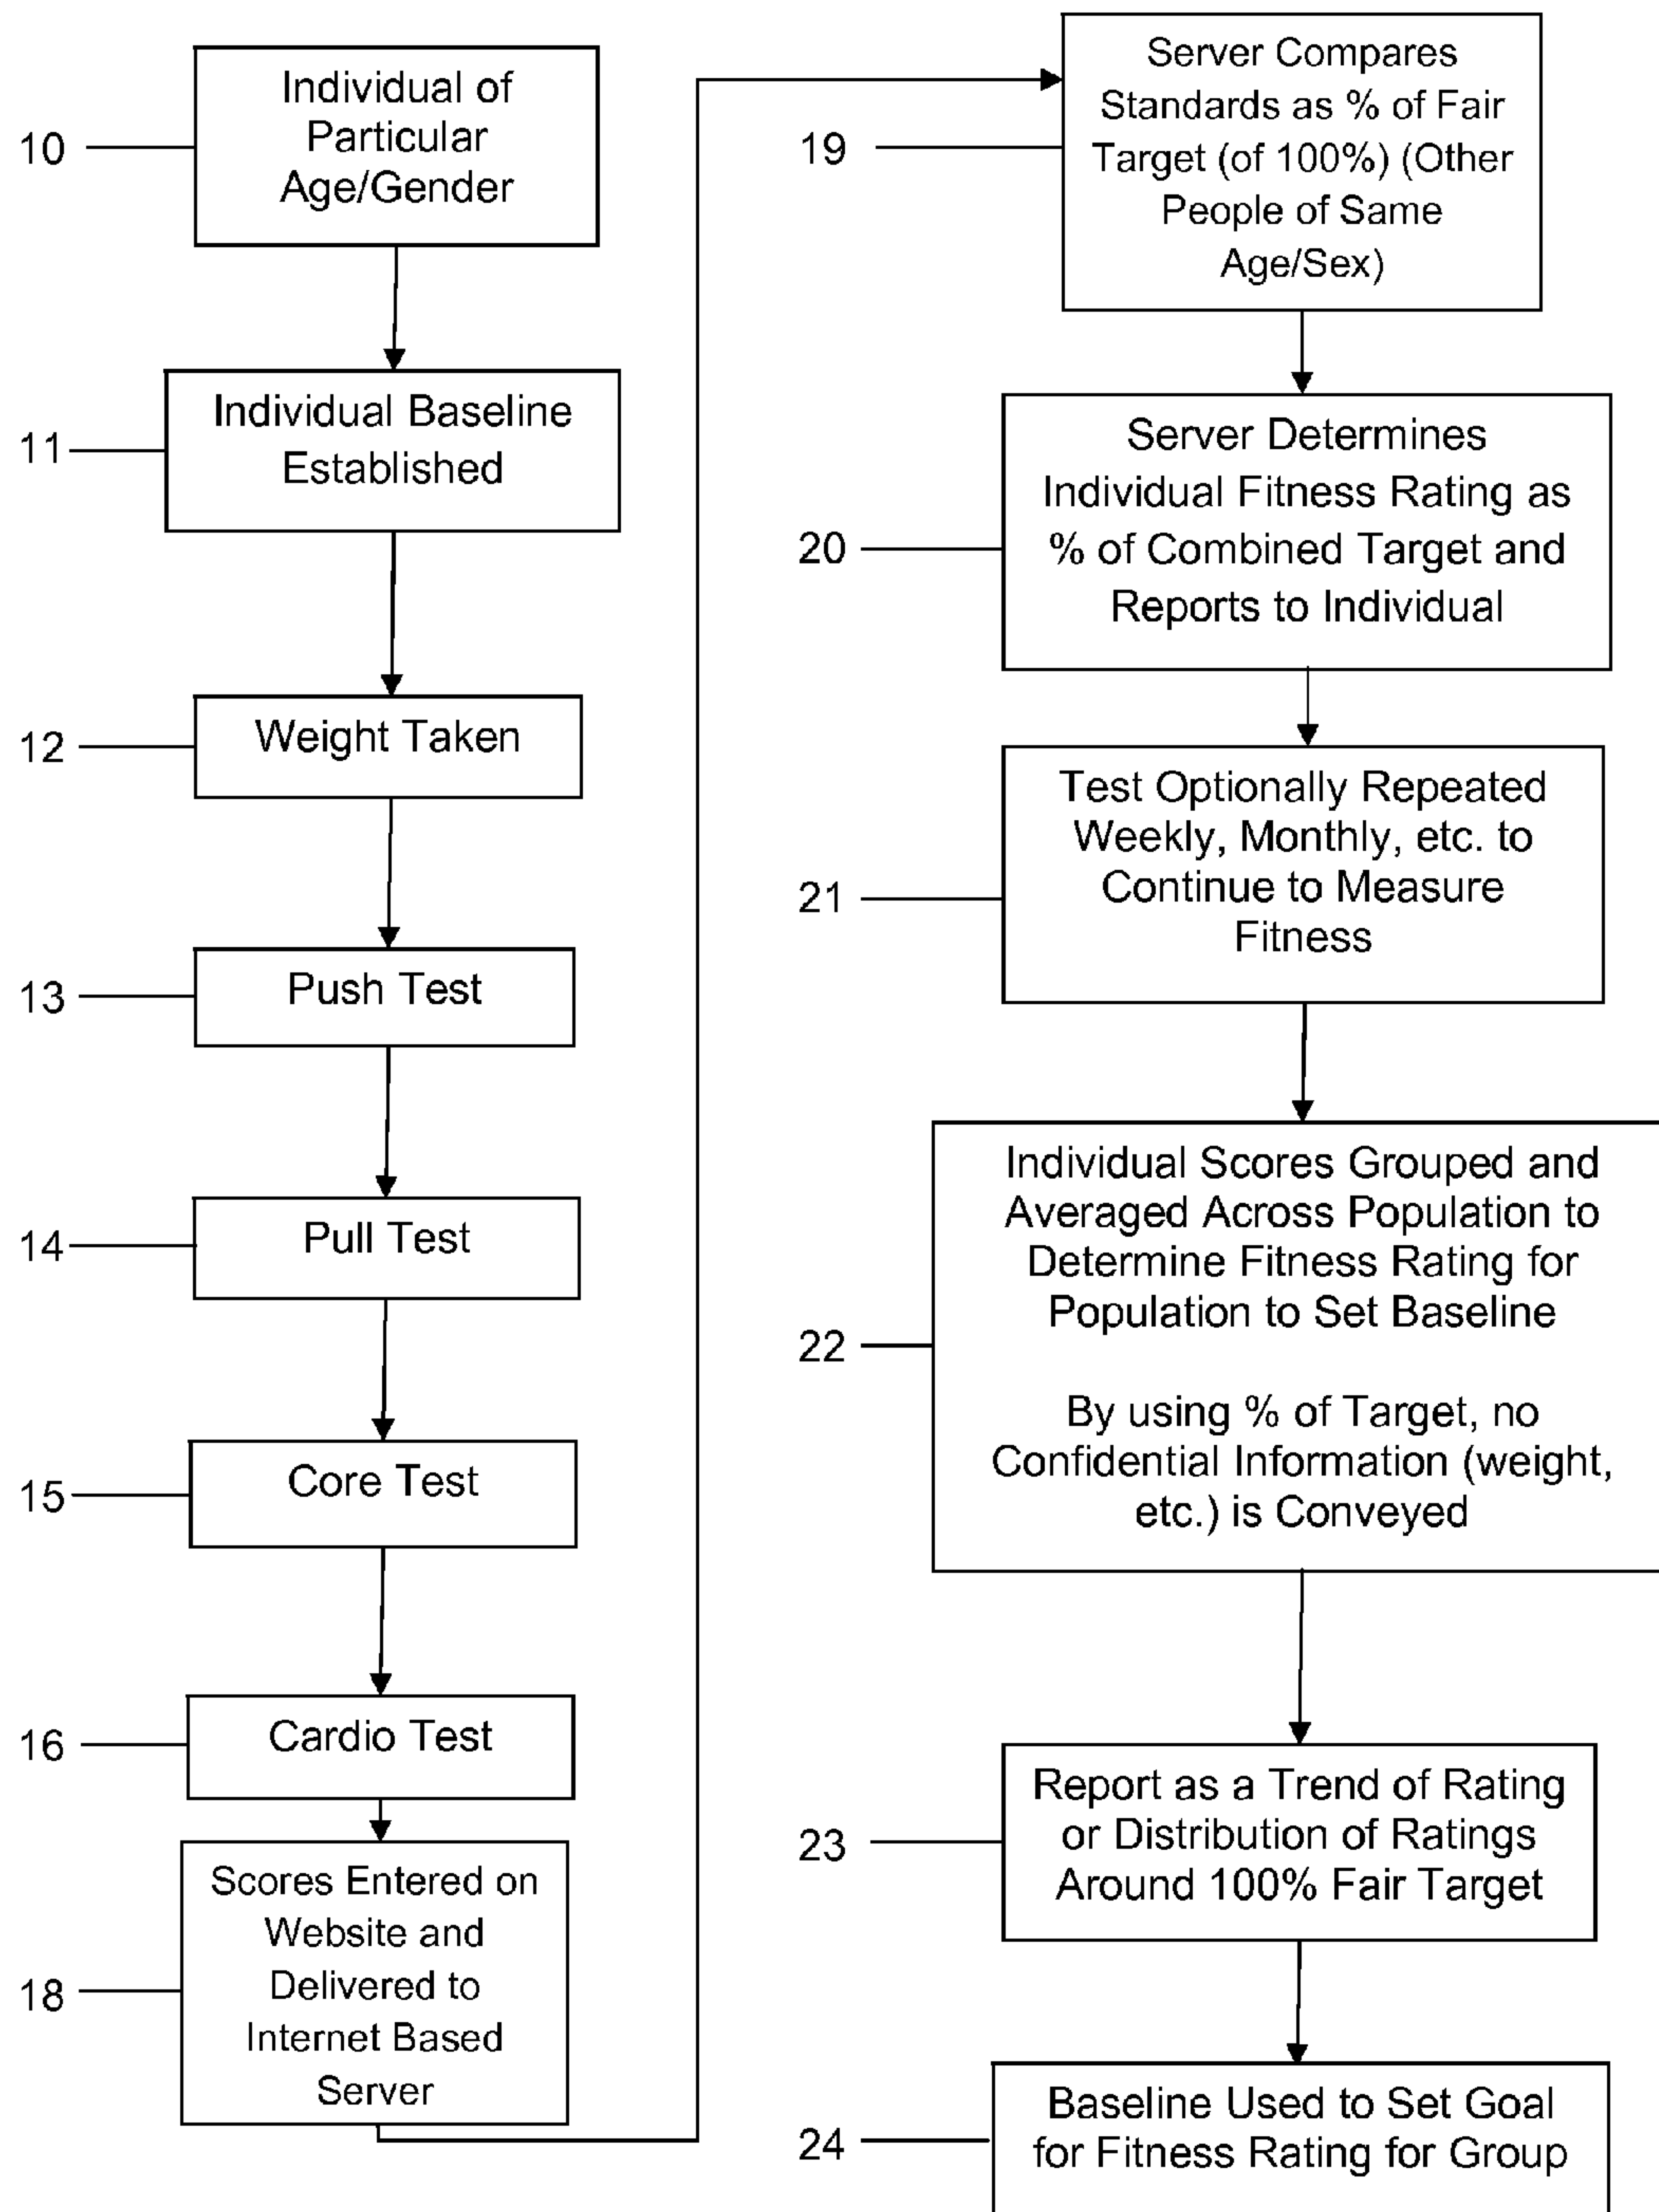 10
Individual of
Particular
Age/Gender
11
Individual Baseline
Established
12
Weight Taken
13
Push Test
14
Pull Test
15
Core Test
16
Cardio Test
18
Scores Entered on
Website and
Delivered to
Internet Based
Server
19
Server Compares
Standards as % of Fair
Target (of 100%) (Other
People of Same
Age/Sex)
20
Server Determines
Individual Fitness Rating as
% of Combined Target and
Reports to Individual
21
Test Optionally Repeated
Weekly, Monthly, etc. to
Continue to Measure
Fitness
22
Individual Scores Grouped and
Averaged Across Population to
Determine Fitness Rating for
Population to Set Baseline
By using % of Target, no
Confidential Information (weight,
etc.) is Conveyed
23
Report as a Trend of Rating
or Distribution of Ratings
Around 100% Fair Target
24
Baseline Used to Set Goal
for Fitness Rating for Group